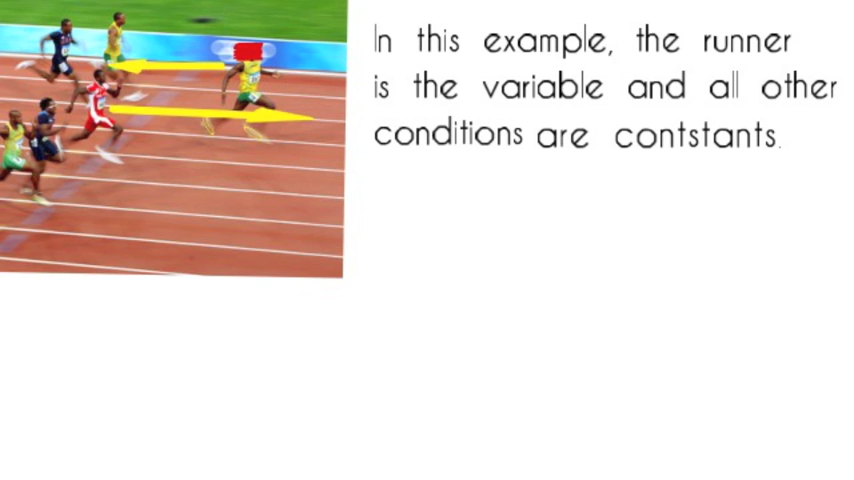 In this example, the runner
is the variable and all other
conditions are contstants.